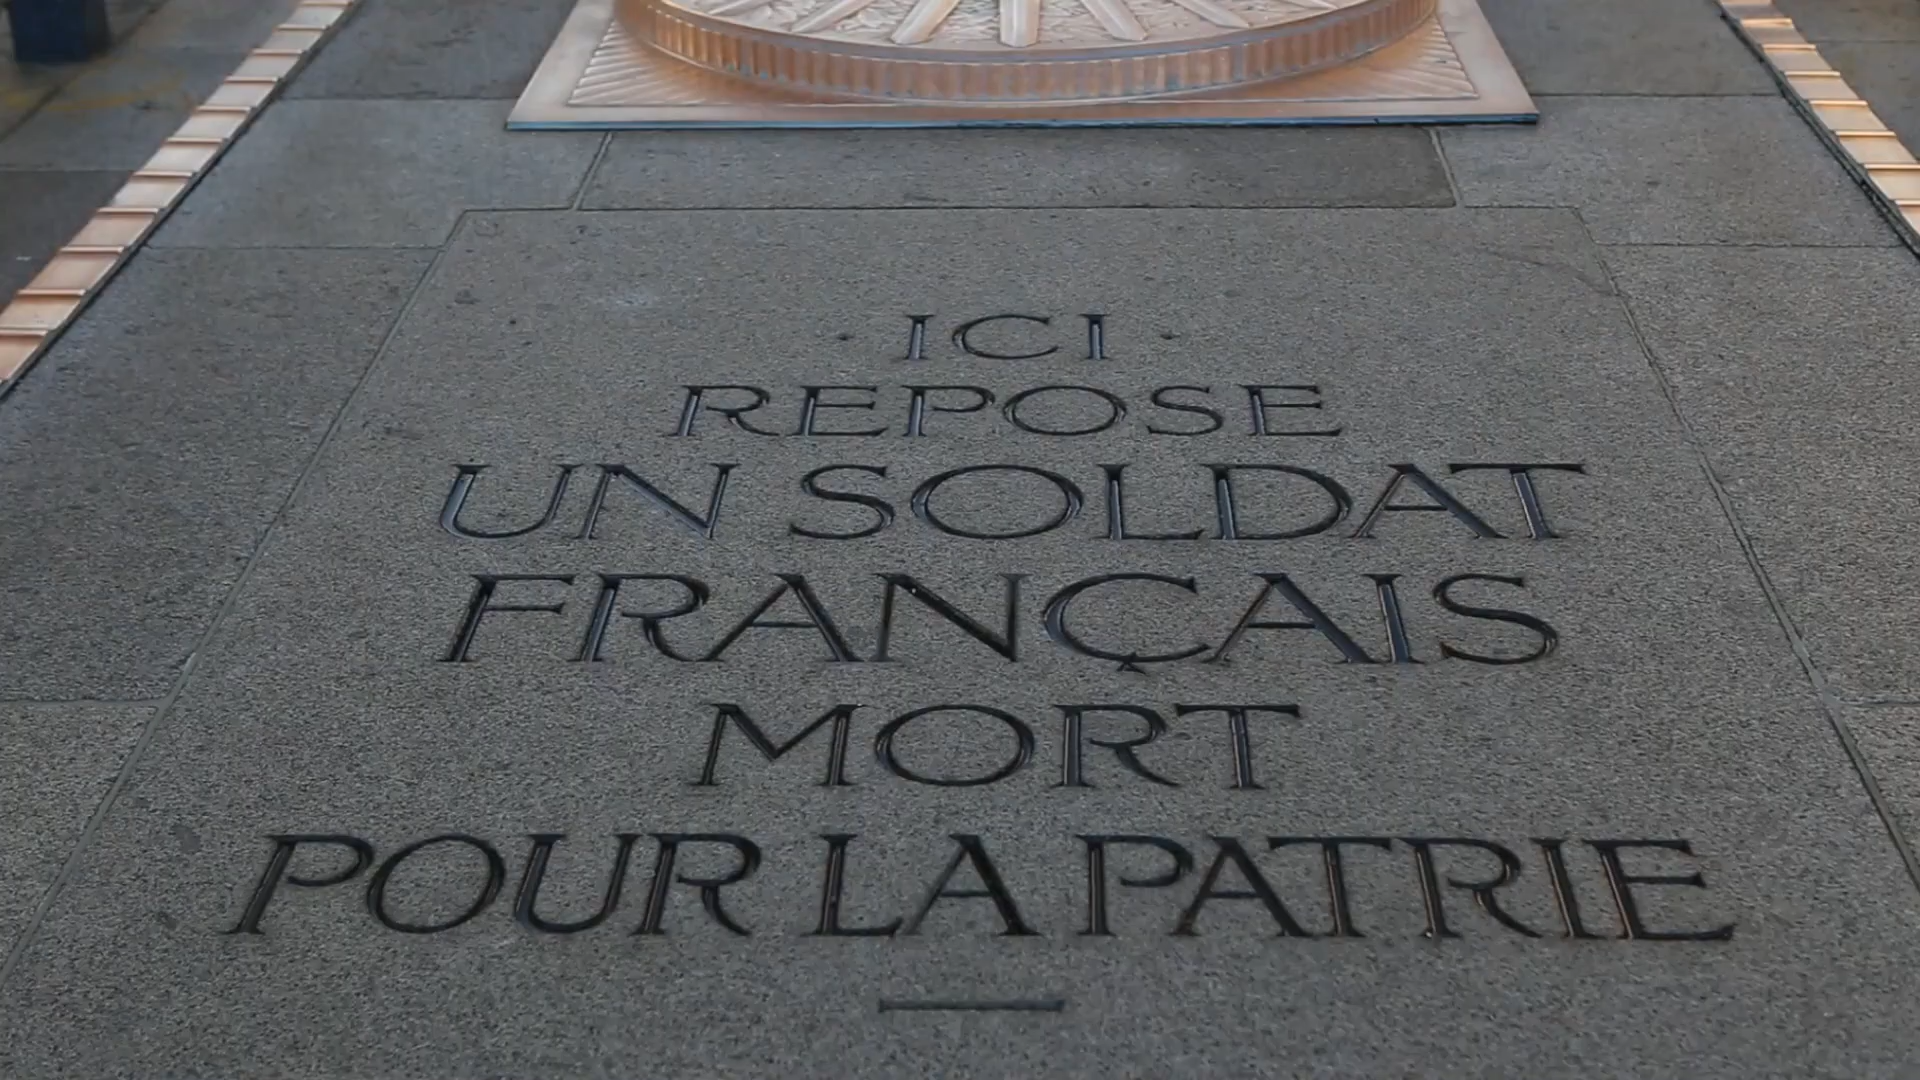 · ICI ·
REPOSE
UN SOLDAT
FRANÇAIS
MORT
POUR LA PATRIE